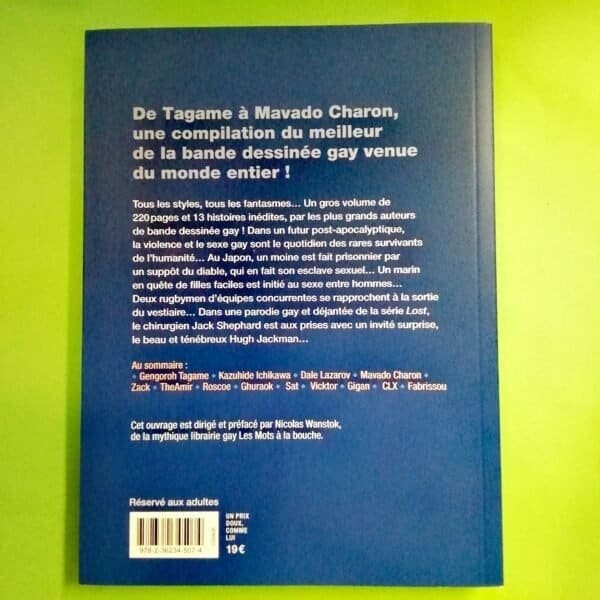 De Tagame à Mavado Charon,
une compilation du meilleur
de la bande dessinée gay venue
du monde entier !
Tous les styles, tous les fantasmes… Un gros volume de
220 pages et 13 histoires inédites, par les plus grands auteurs
de bande dessinée gay ! Dans un futur post-apocalyptique,
la violence et le sexe gay sont le quotidien des rares survivants
de l'humanité… Au Japon, un moine est fait prisonnier par
un suppôt du diable, qui en fait son esclave sexuel… Un marin
en quête de filles faciles est initié au sexe entre hommes…
Deux rugbymen d'équipes concurrentes se rapprochent à la sortie
du vestiaire… Dans une parodie gay et déjantée de la série Lost,
le chirurgien Jack Shephard est aux prises avec un invité surprise,
le beau et ténébreux Hugh Jackman…
Au sommaire :
+ Gengoroh Tagame + Kazuhide Ichikawa + Dale Lazarov + Mavado Charon +
Zack + TheAmir + Roscoe + Ghuraok + Sat + Vicktor + Gigan + CLX + Fabrissou
Cet ouvrage est dirigé et préfacé par Nicolas Wanstok,
de la mythique librairie gay Les Mots à la bouche.
Réservé aux adultes
UN PRIX
DOUX,
COMME
LUI
19 €
978-2-36234-507-4